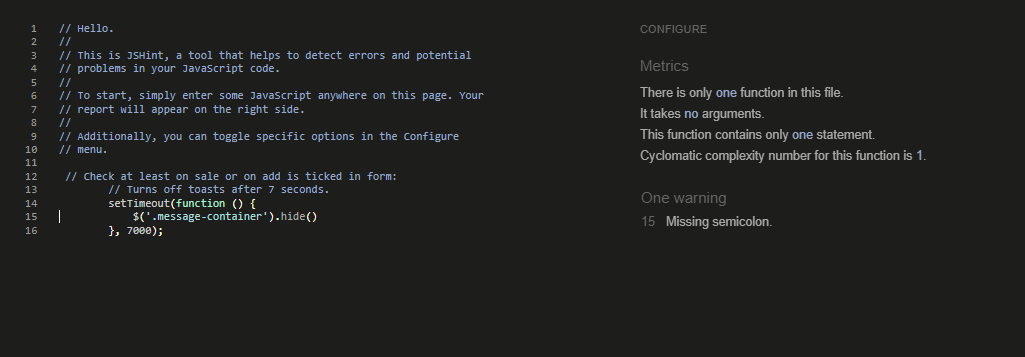 1 // Hello.
2 //
3 // This is JSHint, a tool that helps to detect errors and potential
4 // problems in your JavaScript code.
5 //
6 // To start, simply enter some JavaScript anywhere on this page. Your
7 // report will appear on the right side.
8 //
9 // Additionally, you can toggle specific options in the Configure
10 // menu.
11
12 // Check at least on sale or on add is ticked in form:
13 // Turns off toasts after 7 seconds.
14 setTimeout(function () {
15 $('.message-container').hide()
16 }, 7000);
CONFIGURE
Metrics
There is only one function in this file.
It takes no arguments.
This function contains only one statement.
Cyclomatic complexity number for this function is 1.
One warning
15 Missing semicolon.